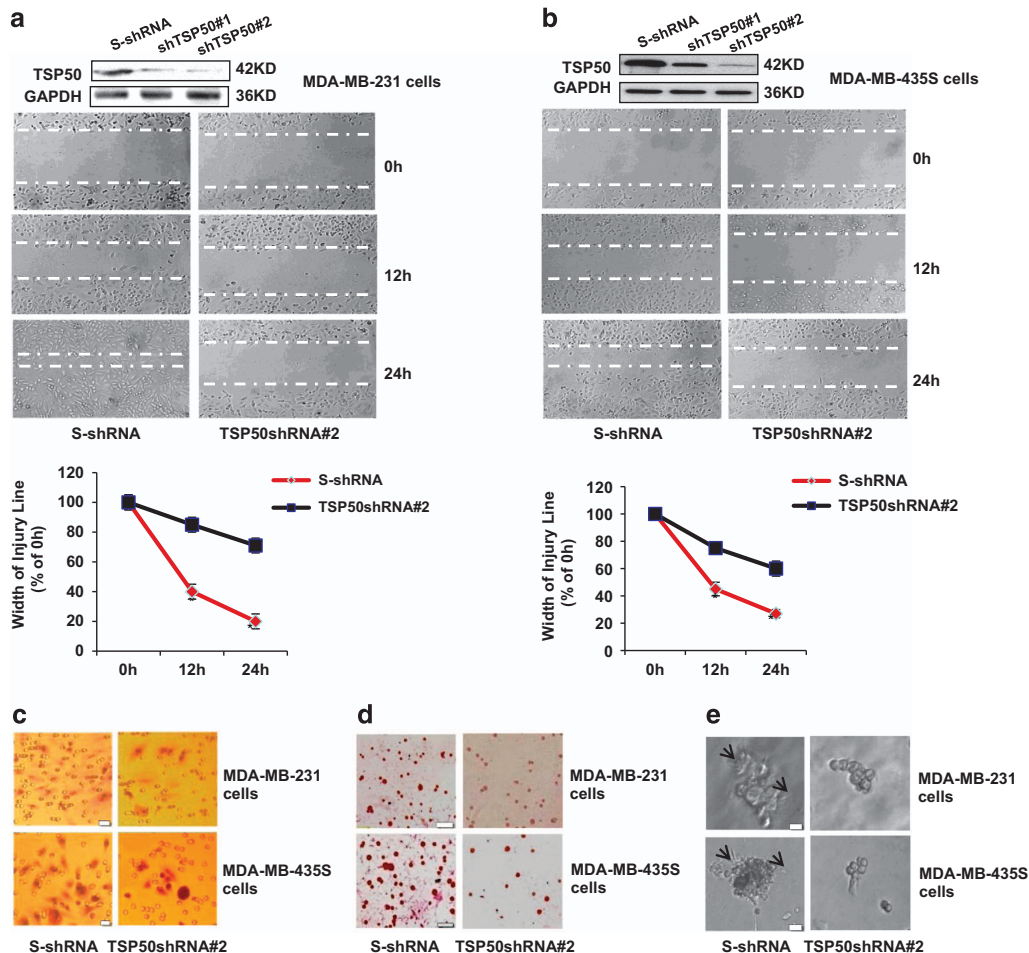 a
S-shRNA
shTSP50#1
shTSP50#2
TSP50
42KD
GAPDH
36KD
MDA-MB-231 cells
0h
12h
24h
S-shRNA
TSP50shRNA#2
120
100
80
60
40
20
0
Width of Injury Line
(% of 0h)
S-shRNA
TSP50shRNA#2
*
*
0h
12h
24h
b
S-shRNA
shTSP50#1
shTSP50#2
TSP50
42KD
GAPDH
36KD
MDA-MB-435S cells
0h
12h
24h
S-shRNA
TSP50shRNA#2
120
100
80
60
40
20
0
Width of Injury Line
(% of 0h)
S-shRNA
TSP50shRNA#2
*
*
0h
12h
24h
c
MDA-MB-231
cells
MDA-MB-435S
cells
S-shRNA
TSP50shRNA#2
d
MDA-MB-231
cells
MDA-MB-435S
cells
S-shRNA
TSP50shRNA#2
e
MDA-MB-231
cells
MDA-MB-435S
cells
S-shRNA
TSP50shRNA#2